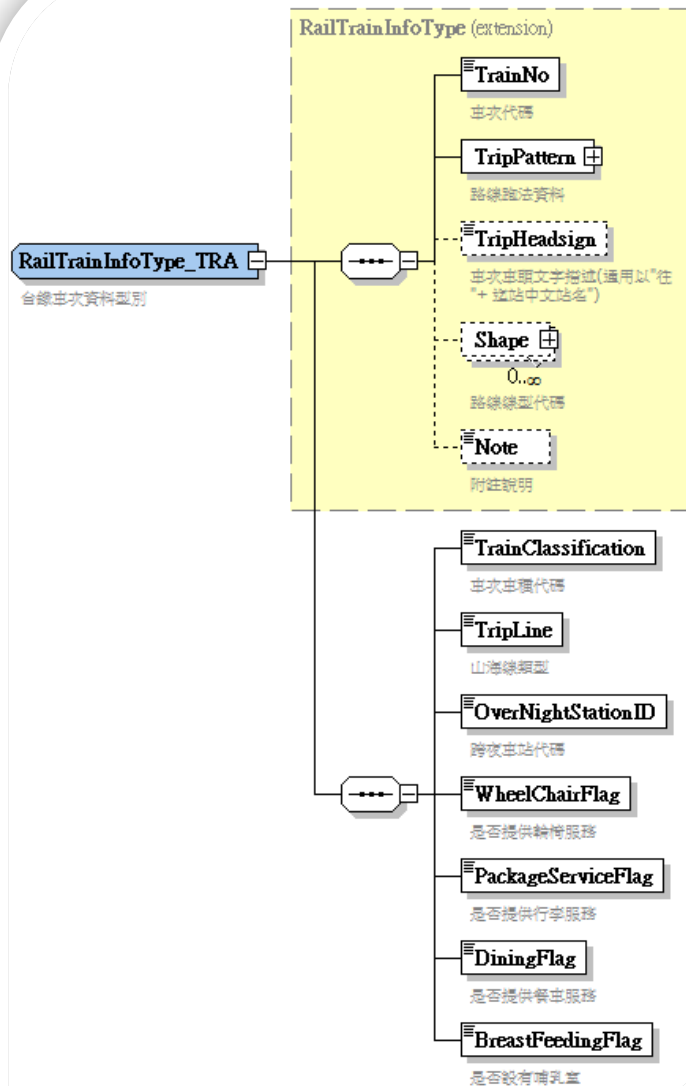 RailTrainInfoType (extension)
TrainNo
車次代碼
TripPattern
路線跑法資料
TripHeadsign
車次車頭文字描述(通用以"往
"+ 迄站中文站名")
RailTrainInfoType_TRA
台鐵車次資料型別
Shape
0..∞
路線線型代碼
Note
附註說明
TrainClassification
車次車種代碼
TripLine
山海線類型
OverNightStationID
跨夜車站代碼
WheelChairFlag
是否提供輪椅服務
PackageServiceFlag
是否提供行李服務
DiningFlag
是否提供餐車服務
BreastFeedingFlag
是否設有哺乳室